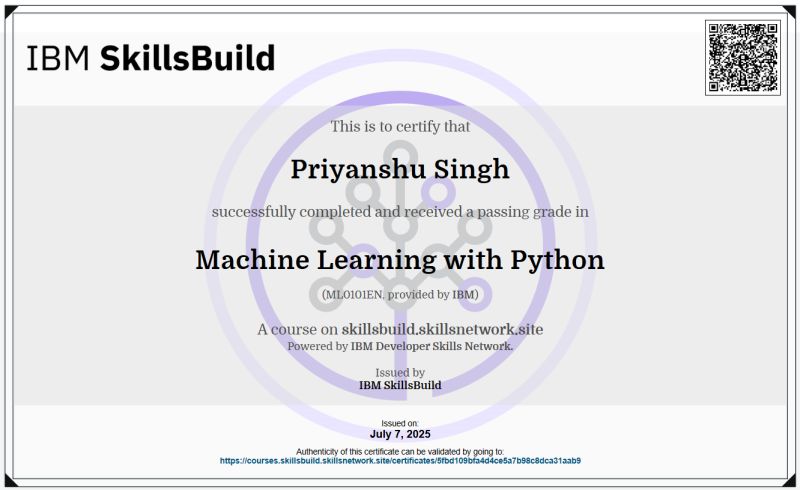 IBM SkillsBuild
This is to certify that
Priyanshu Singh
successfully completed and received a passing grade in
Machine Learning with Python
(ML0101EN, provided by IBM)
A course on skillsbuild.skillsnetwork.site
Powered by IBM Developer Skills Network.
Issued by
IBM SkillsBuild
Issued on:
July 7, 2025
Authenticity of this certificate can be validated by going to:
https://courses.skillsbuild.skillsnetwork.site/certificates/5fbd109bfa4d4ce5a7b98c8dca31aab9